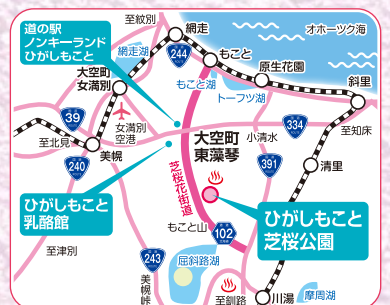 至紋別
網走
オホーツク海
道の駅
ノンキーランド
ひがしもこと
網走湖
244
もこと
原生花園
大空町
女満別
もこと湖
トーフツ湖
斜里
39
女満別
空港
大空町
東藻琴
小清水
334
至知床
至北見
美幌
240
芝桜花街道
391
清里
ひがしもこと
乳酪館
ひがしもこと
芝桜公園
もこと山
102
至津別
243
屈斜路湖
美幌峠
至釧路
川湯
摩周湖